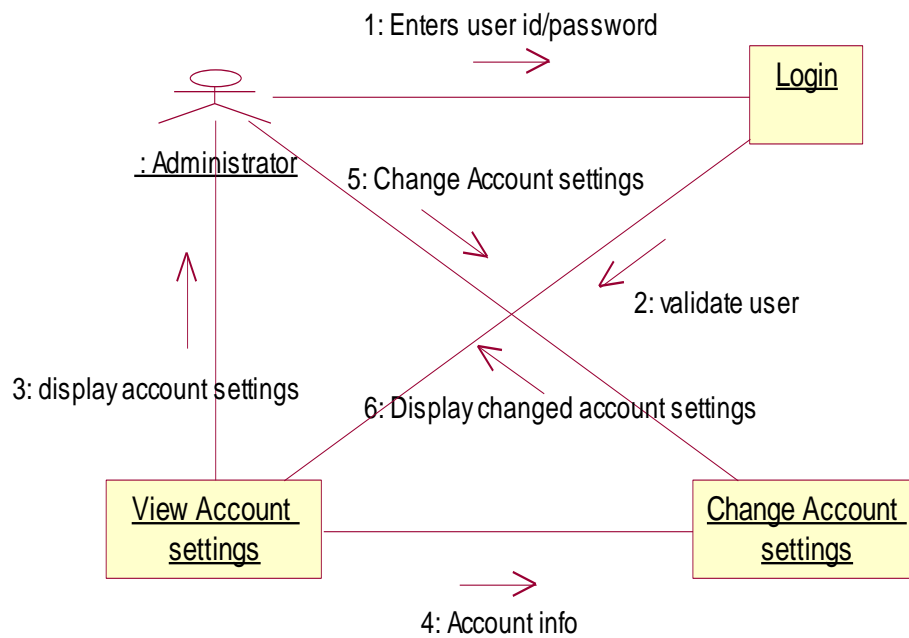 1: Enters user id/password
Login
: Administrator
5: Change Account settings
2: validate user
3: display account settings
6: Display changed account settings
View Account
settings
Change Account
settings
4: Account info